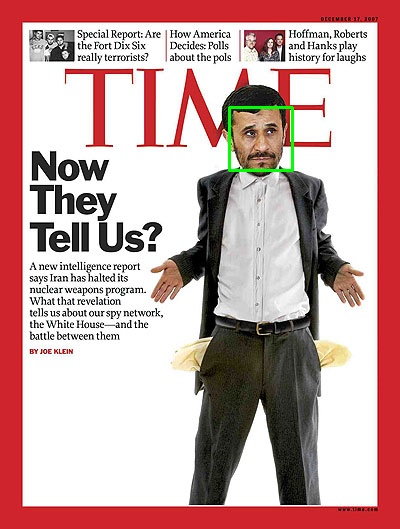 DECEMBER 17, 2007
Special Report: Are
the Fort Dix Six
really terrorists?
How America
Decides: Polls
about the pols
Hoffman, Roberts
and Hanks play
history for laughs
TIME
Now
They
Tell Us?
A new intelligence report
says Iran has halted its
nuclear weapons program.
What that revelation
tells us about our spy network,
the White House—and the
battle between them
BY JOE KLEIN
www.time.com